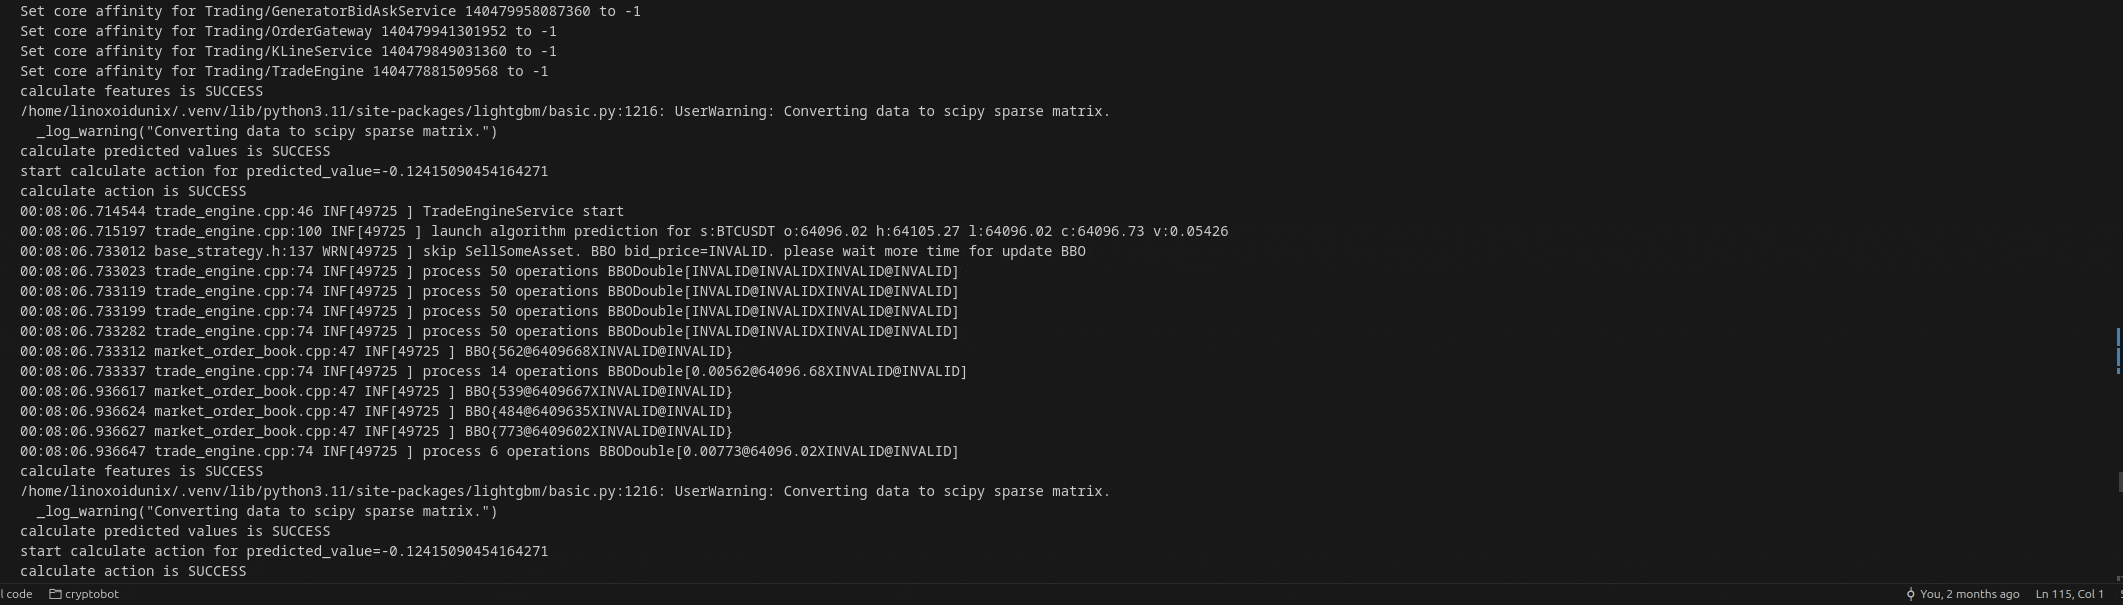 Set core affinity for Trading/GeneratorBidAskService 140479958087360 to -1
Set core affinity for Trading/OrderGateway 140479941301952 to -1
Set core affinity for Trading/KLineService 140479849031360 to -1
Set core affinity for Trading/TradeEngine 140477881509568 to -1
calculate features is SUCCESS
/home/linoxoidunix/.venv/lib/python3.11/site-packages/lightgbm/basic.py:1216: UserWarning: Converting data to scipy sparse matrix.
  _log_warning("Converting data to scipy sparse matrix.")
calculate predicted values is SUCCESS
start calculate action for predicted_value=-0.12415090454164271
calculate action is SUCCESS
00:08:06.714544 trade_engine.cpp:46 INF[49725 ] TradeEngineService start
00:08:06.715197 trade_engine.cpp:100 INF[49725 ] launch algorithm prediction for s:BTCUSDT o:64096.02 h:64105.27 l:64096.02 c:64096.73 v:0.05426
00:08:06.733012 base_strategy.h:137 WRN[49725 ] skip SellSomeAsset. BBO bid_price=INVALID. please wait more time for update BBO
00:08:06.733023 trade_engine.cpp:74 INF[49725 ] process 50 operations BBODouble[INVALID@INVALIDXINVALID@INVALID]
00:08:06.733119 trade_engine.cpp:74 INF[49725 ] process 50 operations BBODouble[INVALID@INVALIDXINVALID@INVALID]
00:08:06.733199 trade_engine.cpp:74 INF[49725 ] process 50 operations BBODouble[INVALID@INVALIDXINVALID@INVALID]
00:08:06.733282 trade_engine.cpp:74 INF[49725 ] process 50 operations BBODouble[INVALID@INVALIDXINVALID@INVALID]
00:08:06.733312 market_order_book.cpp:47 INF[49725 ] BBO{562@6409668XINVALID@INVALID}
00:08:06.733337 trade_engine.cpp:74 INF[49725 ] process 14 operations BBODouble[0.00562@64096.68XINVALID@INVALID]
00:08:06.936617 market_order_book.cpp:47 INF[49725 ] BBO{539@6409667XINVALID@INVALID}
00:08:06.936624 market_order_book.cpp:47 INF[49725 ] BBO{484@6409635XINVALID@INVALID}
00:08:06.936627 market_order_book.cpp:47 INF[49725 ] BBO{773@6409602XINVALID@INVALID}
00:08:06.936647 trade_engine.cpp:74 INF[49725 ] process 6 operations BBODouble[0.00773@64096.02XINVALID@INVALID]
calculate features is SUCCESS
/home/linoxoidunix/.venv/lib/python3.11/site-packages/lightgbm/basic.py:1216: UserWarning: Converting data to scipy sparse matrix.
  _log_warning("Converting data to scipy sparse matrix.")
calculate predicted values is SUCCESS
start calculate action for predicted_value=-0.12415090454164271
calculate action is SUCCESS
l code cryptobot You, 2 months ago Ln 115, Col 1